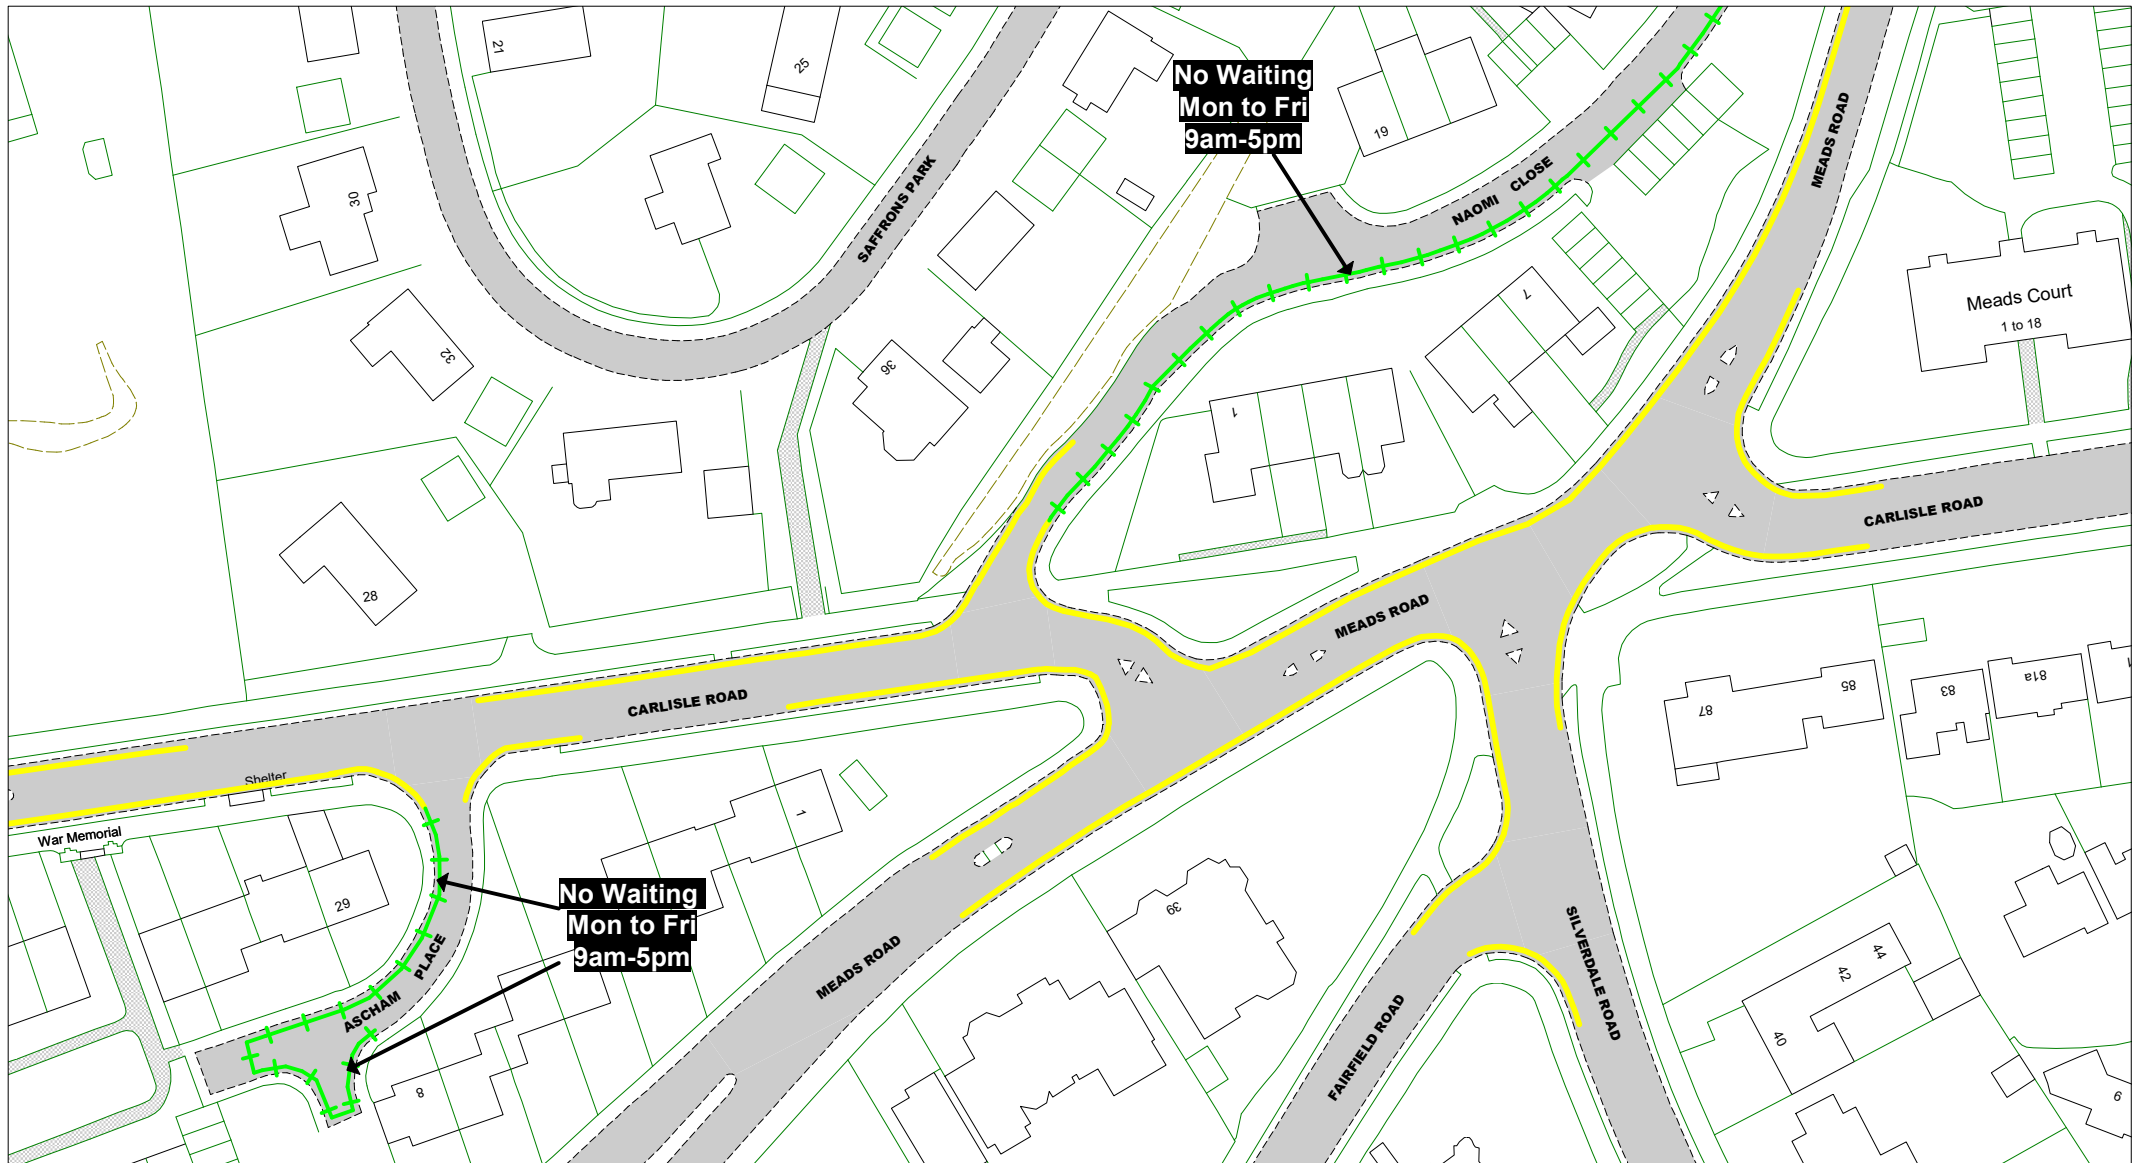 21
25
No Waiting
Mon to Fri
9am-5pm
19
MEADS ROAD
30
SAFFRONS PARK
NAOMI CLOSE
Meads Court
1 to 18
7
32
36
1
CARLISLE ROAD
28
MEADS ROAD
CARLISLE ROAD
85
87
83
81a
Shelter
War Memorial
1
29
No Waiting
Mon to Fri
9am-5pm
39
ASCHAM PLACE
MEADS ROAD
SILVERDALE ROAD
44
42
40
FAIRFIELD ROAD
8
6